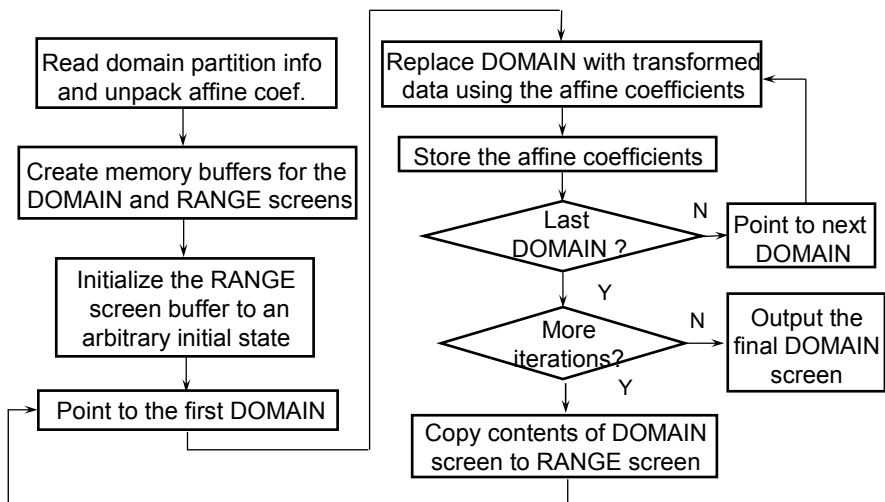 Read domain partition info
and unpack affine coef.
Create memory buffers for the
DOMAIN and RANGE screens
Initialize the RANGE
screen buffer to an
arbitrary initial state
Point to the first DOMAIN
Replace DOMAIN with transformed
data using the affine coefficients
Store the affine coefficients
Last
DOMAIN ?
N
Point to next
DOMAIN
Y
More
iterations?
N
Output the
final DOMAIN
screen
Y
Copy contents of DOMAIN
screen to RANGE screen